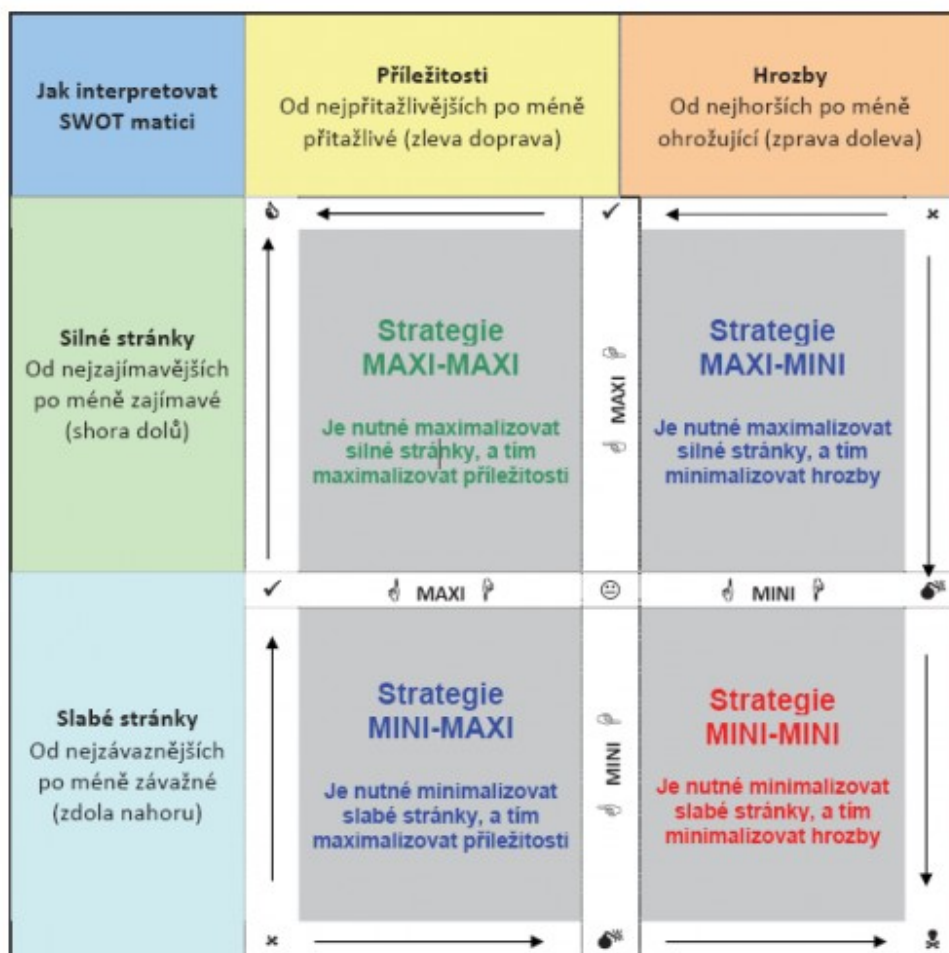 Jak interpretovat
SWOT matici
Příležitosti
Od nejpřitažlivějších po méně
přitažlivé (zleva doprava)
Hrozby
Od nejhorších po méně
ohrožující (zprava doleva)
Silné stránky
Od nejzajímavějších
po méně zajímavé
(shora dolů)
Strategie
MAXI-MAXI
Je nutné maximalizovat
silné stránky, a tím
maximalizovat příležitosti
MAXI
Strategie
MAXI-MINI
Je nutné maximalizovat
silné stránky, a tím
minimalizovat hrozby
MAXI
MINI
Slabé stránky
Od nejzávaznějších
po méně závažné
(zdola nahoru)
Strategie
MINI-MAXI
Je nutné minimalizovat
slabé stránky, a tím
maximalizovat příležitosti
MINI
Strategie
MINI-MINI
Je nutné minimalizovat
slabé stránky, a tím
minimalizovat hrozby